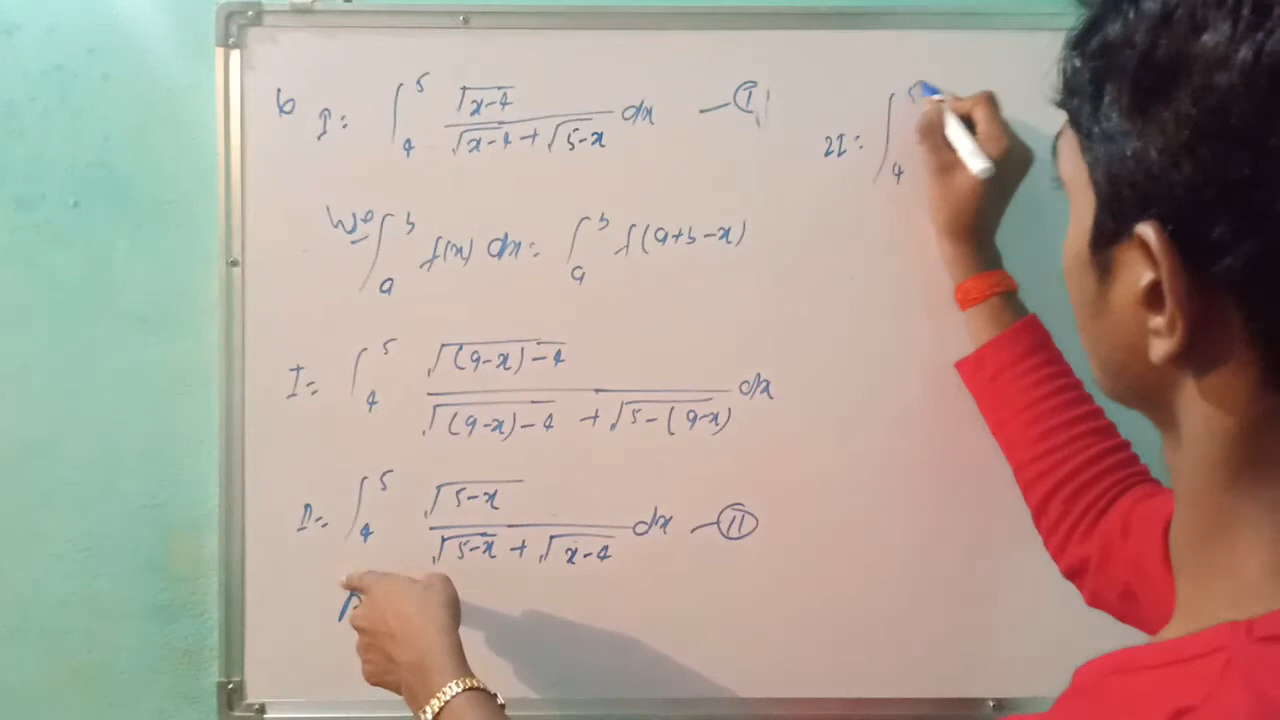 6 I = ∫₄⁵ √(x-4) / (√(x-4) + √(5-x)) dx — (I)
We ∫ₐᵇ f(x) dx = ∫ₐᵇ f(a+b-x)
I = ∫₄⁵ √((9-x)-4) / (√((9-x)-4) + √(5-(9-x))) dx
I = ∫₄⁵ √(5-x) / (√(5-x) + √(x-4)) dx — (II)
2I = ∫₄⁵